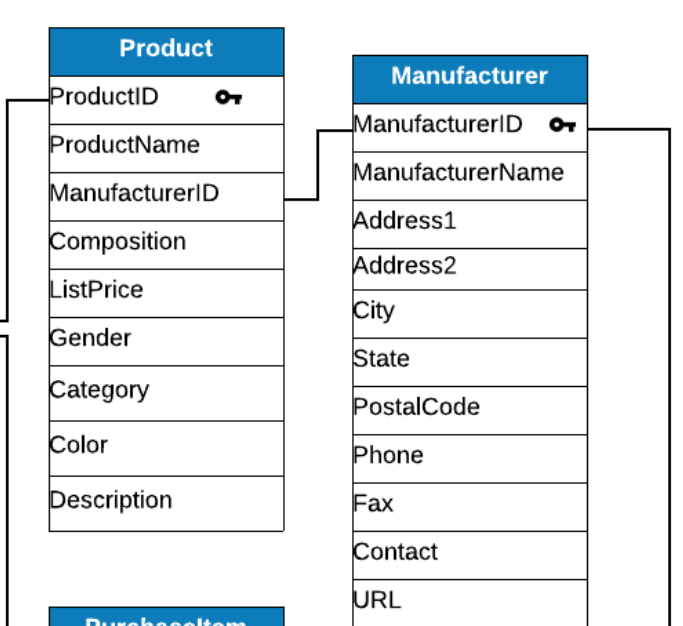 Product
ProductID
ProductName
ManufacturerID
Composition
ListPrice
Gender
Category
Color
Description
Manufacturer
ManufacturerID
ManufacturerName
Address1
Address2
City
State
PostalCode
Phone
Fax
Contact
URL
PurchaseItem